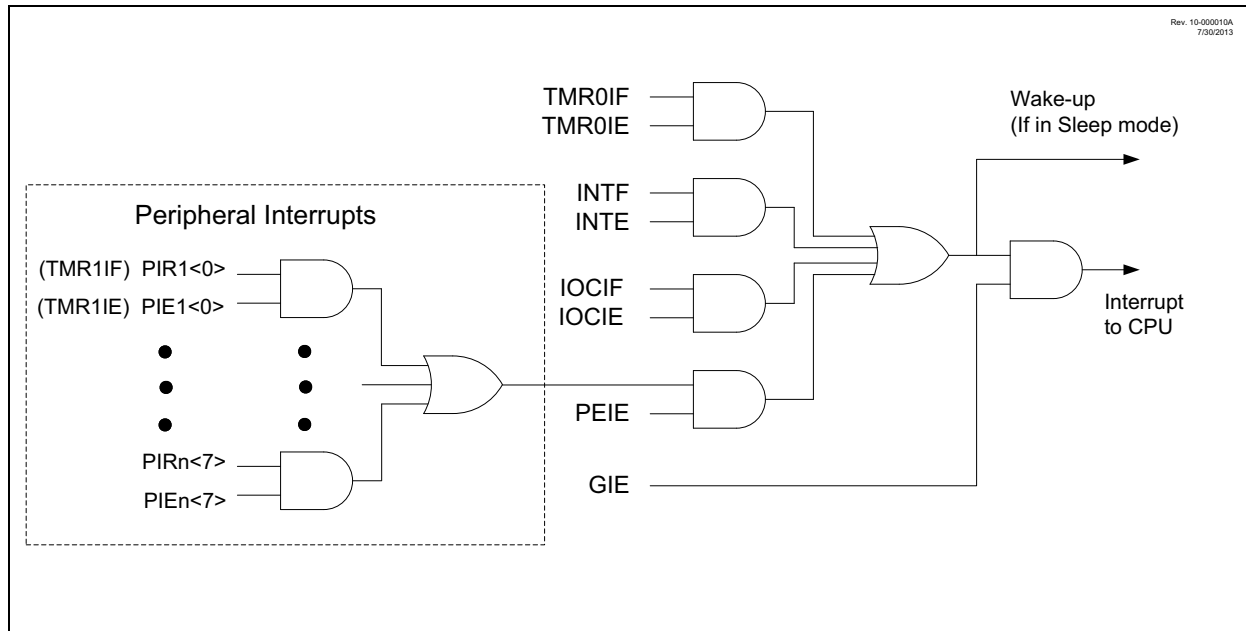 Rev. 10-000010A
7/30/2013
TMR0IF
TMR0IE
Wake-up
(If in Sleep mode)
INTF
INTE
Peripheral Interrupts
(TMR1IF) PIR1<0>
(TMR1IE) PIE1<0>
IOCIF
IOCIE
Interrupt
to CPU
PEIE
PIRn<7>
PIEn<7>
GIE